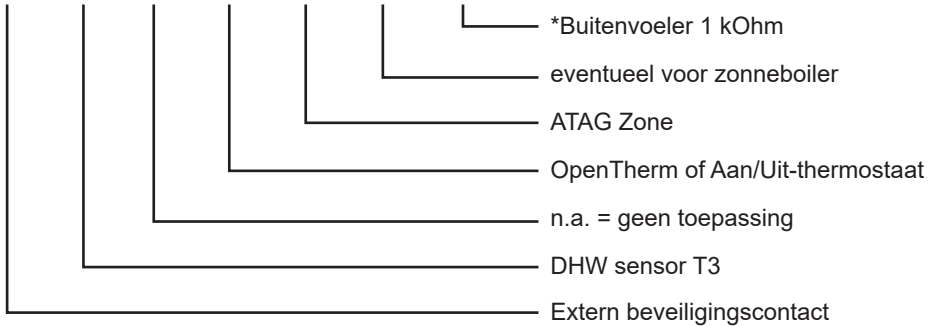 *Buitenvoeler 1 kOhm
eventueel voor zonneboiler
ATAG Zone
OpenTherm of Aan/Uit-thermostaat
n.a. = geen toepassing
DHW sensor T3
Extern beveiligingscontact